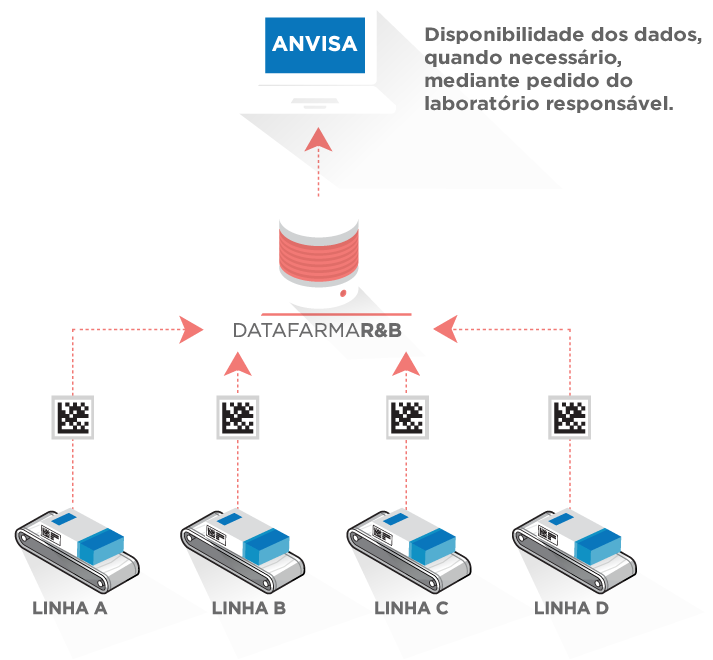 ANVISA
Disponibilidade dos dados,
quando necessário,
mediante pedido do
laboratório responsável.
DATAFARMAR&B
LINHA A
LINHA B
LINHA C
LINHA D